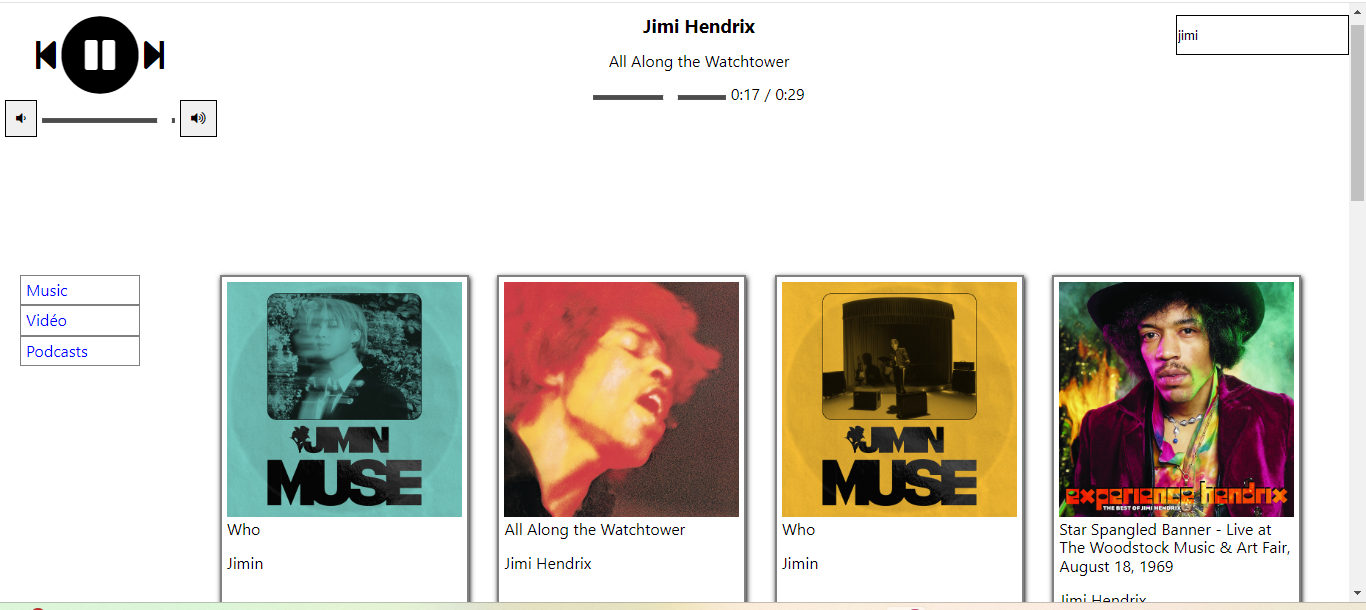 Jimi Hendrix
jimi
All Along the Watchtower
0:17 / 0:29
Music
Vidéo
Podcasts
JIMIN
MUSE
JIMIN
MUSE
experience hendrix
THE BEST OF JIMI HENDRIX
Who
Jimin
All Along the Watchtower
Jimi Hendrix
Who
Jimin
Star Spangled Banner - Live at
The Woodstock Music & Art Fair,
August 18, 1969
Jimi Hendrix